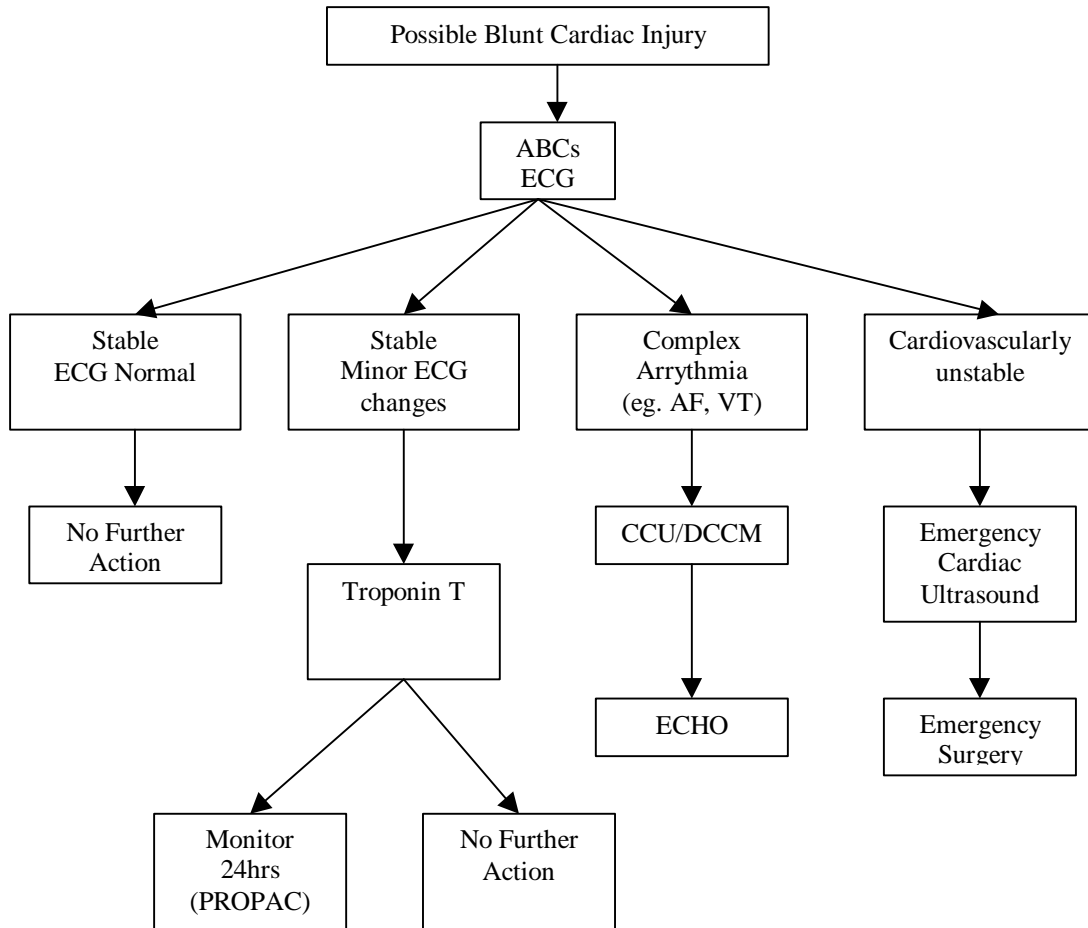 Possible Blunt Cardiac Injury
ABCs
ECG
Stable
ECG Normal
Stable
Minor ECG
changes
Complex
Arrythmia
(eg. AF, VT)
Cardiovascularly
unstable
No Further
Action
Troponin T
CCU/DCCM
Emergency
Cardiac
Ultrasound
ECHO
Emergency
Surgery
Monitor
24hrs
(PROPAC)
No Further
Action